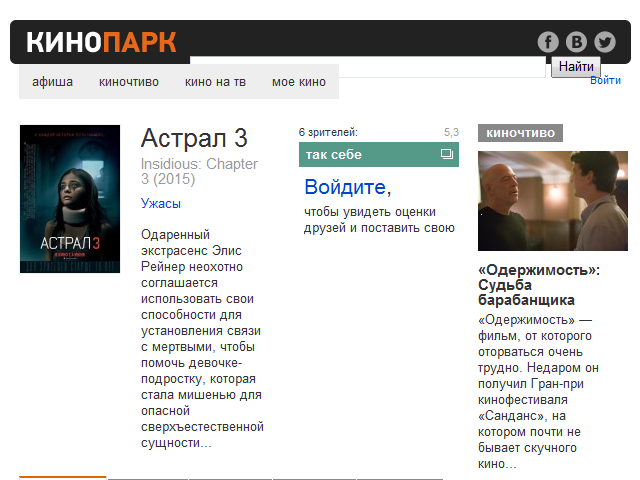 КИНОПАРК
Найти
Войти
афиша
киночтиво
кино на тв
мое кино
АСТРАЛ 3
Астрал 3
Insidious: Chapter
3 (2015)
Ужасы
Одаренный
экстрасенс Элис
Рейнер неохотно
соглашается
использовать свои
способности для
установления связи
с мертвыми, чтобы
помочь девочке-
подростку, которая
стала мишенью для
опасной
сверхъестественной
сущности...
6 зрителей:
5,3
так себе
Войдите,
чтобы увидеть оценки
друзей и поставить свою
киночтиво
«Одержимость»:
Судьба
барабанщика
«Одержимость» —
фильм, от которого
оторваться очень
трудно. Недаром он
получил Гран-при
кинофестиваля
«Санданс», на
котором почти не
бывает скучного
кино...